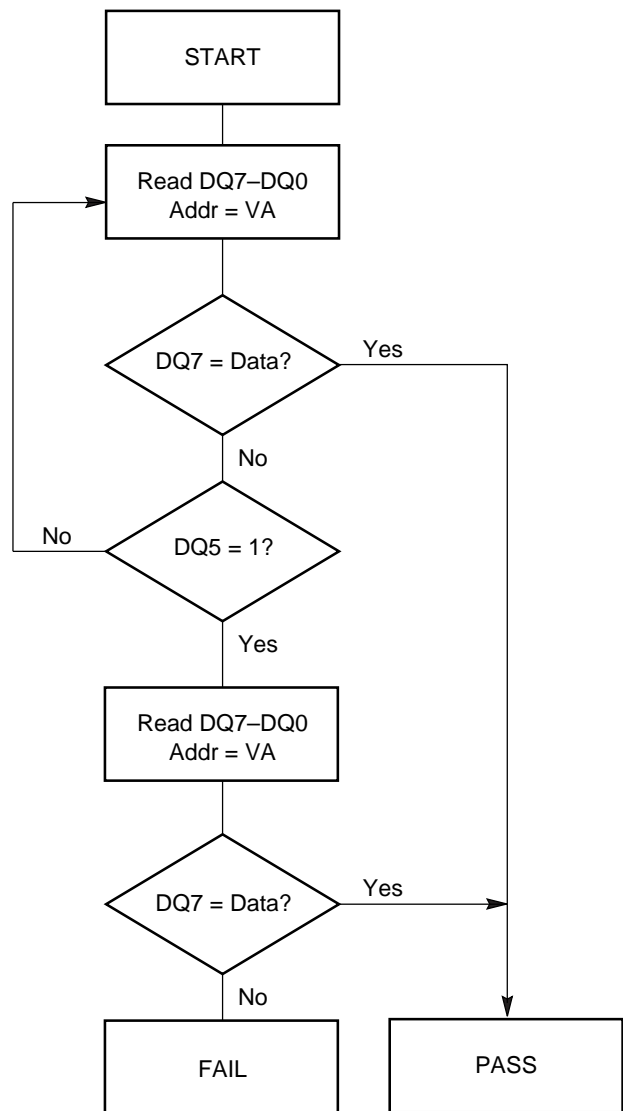 START
Read DQ7–DQ0
Addr = VA
DQ7 = Data?
Yes
No
No
DQ5 = 1?
Yes
Read DQ7–DQ0
Addr = VA
DQ7 = Data?
Yes
No
FAIL
PASS